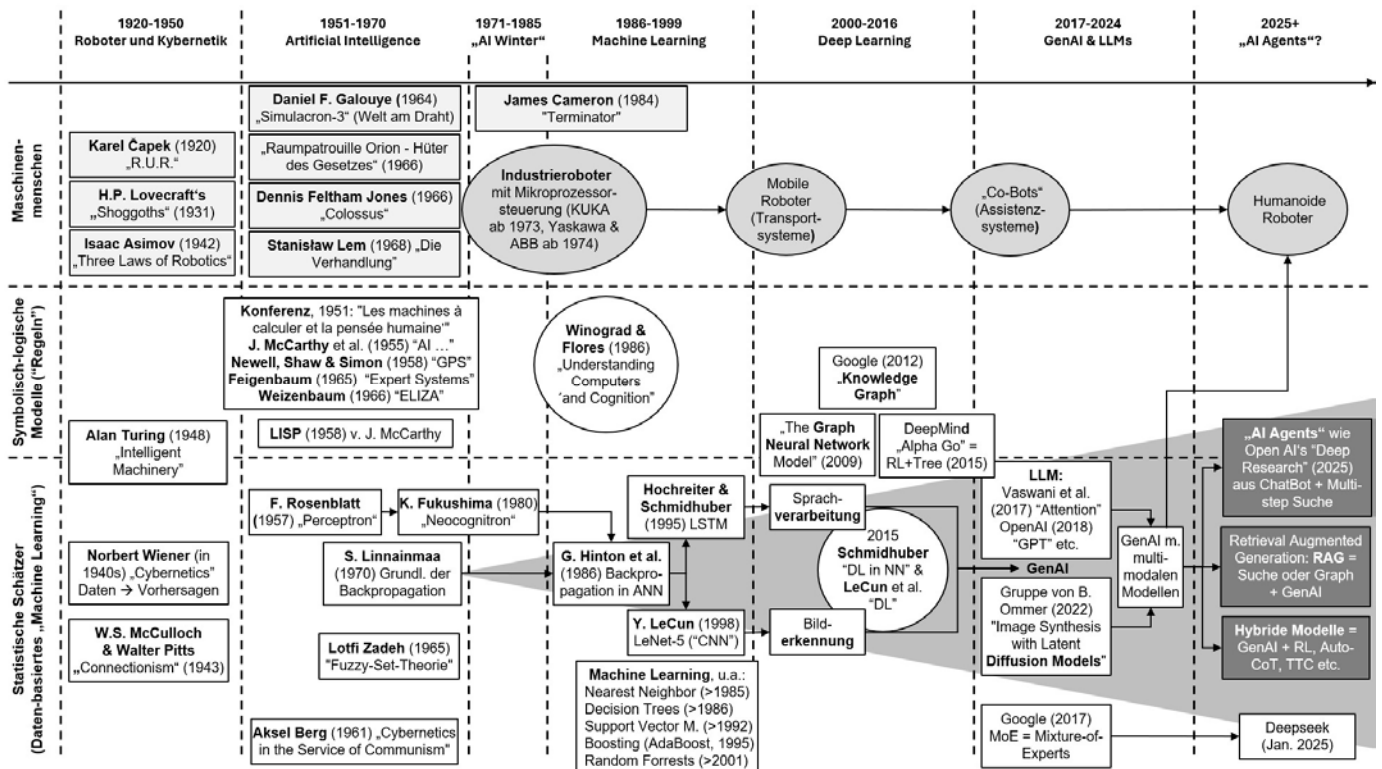 1920-1950
Roboter und Kybernetik
1951-1970
Artificial Intelligence
1971-1985
„AI Winter“
1986-1999
Machine Learning
2000-2016
Deep Learning
2017-2024
GenAI & LLMs
2025+
„AI Agents“?
Maschinen-
menschen
Karel Čapek (1920)
„R.U.R.“
H.P. Lovecraft‘s
„Shoggoths“ (1931)
Isaac Asimov (1942)
“Three Laws of Robotics“
Daniel F. Galouye (1964)
„Simulacron-3“ (Welt am Draht)
„Raumpatrouille Orion - Hüter
des Gesetzes“ (1966)
Dennis Feltham Jones (1966)
„Colossus“
Stanisław Lem (1968) „Die
Verhandlung”
James Cameron (1984)
"Terminator"
Industrieroboter
mit Mikroprozessor-
steuerung (KUKA
ab 1973, Yaskawa &
ABB ab 1974)
Mobile
Roboter
(Transport-
systeme)
„Co-Bots“
(Assistenz-
systeme)
Humanoide
Roboter
Symbolisch-logische
Modelle (“Regeln”)
Alan Turing (1948)
„Intelligent
Machinery”
Konferenz, 1951: "Les machines à
calculer et la pensée humaine'"
J. McCarthy et al. (1955) “AI …”
Newell, Shaw & Simon (1958) “GPS”
Feigenbaum (1965) “Expert Systems”
Weizenbaum (1966) “ELIZA”
LISP (1958) v. J. McCarthy
Winograd &
Flores (1986)
„Understanding
Computers
and Cognition”
Google (2012)
„Knowledge
Graph”
„The Graph
Neural Network
Model” (2009)
DeepMind
„Alpha Go” =
RL+Tree (2015)
„AI Agents“ wie
Open AI‘s “Deep
Research” (2025)
aus ChatBot + Multi-
step Suche
Statistische Schätzer
(Daten-basiertes „Machine Learning“)
Norbert Wiener (in
1940s) „Cybernetics”
Daten → Vorhersagen
W.S. McCulloch
& Walter Pitts
„Connectionism“ (1943)
F. Rosenblatt
(1957) „Perceptron”
K. Fukushima (1980)
„Neocognitron”
S. Linnainmaa
(1970) Grundl. der
Backpropagation
Lotfi Zadeh (1965)
"Fuzzy-Set-Theorie”
Aksel Berg (1961) „Cybernetics
in the Service of Communism”
Hochreiter &
Schmidhuber
(1995) LSTM
G. Hinton et al.
(1986) Backpro-
pagation in ANN
Y. LeCun (1998)
LeNet-5 (“CNN”)
Machine Learning, u.a.:
Nearest Neighbor (>1985)
Decision Trees (>1986)
Support Vector M. (>1992)
Boosting (AdaBoost, 1995)
Random Forrests (>2001)
Sprach-
verarbeitung
2015
Schmidhuber
“DL in NN” &
LeCun et al.
“DL”
Bild-
erkennung
LLM:
Vaswani et al.
(2017) “Attention”
OpenAI (2018)
“GPT” etc.
GenAI
Gruppe von B.
Ommer (2022)
"Image Synthesis
with Latent
Diffusion Models"
GenAI m.
multi-
modalen
Modellen
Google (2017)
MoE = Mixture-of-
Experts
Retrieval Augmented
Generation: RAG =
Suche oder Graph
+ GenAI
Hybride Modelle =
GenAI + RL, Auto-
CoT, TTC etc.
Deepseek
(Jan. 2025)